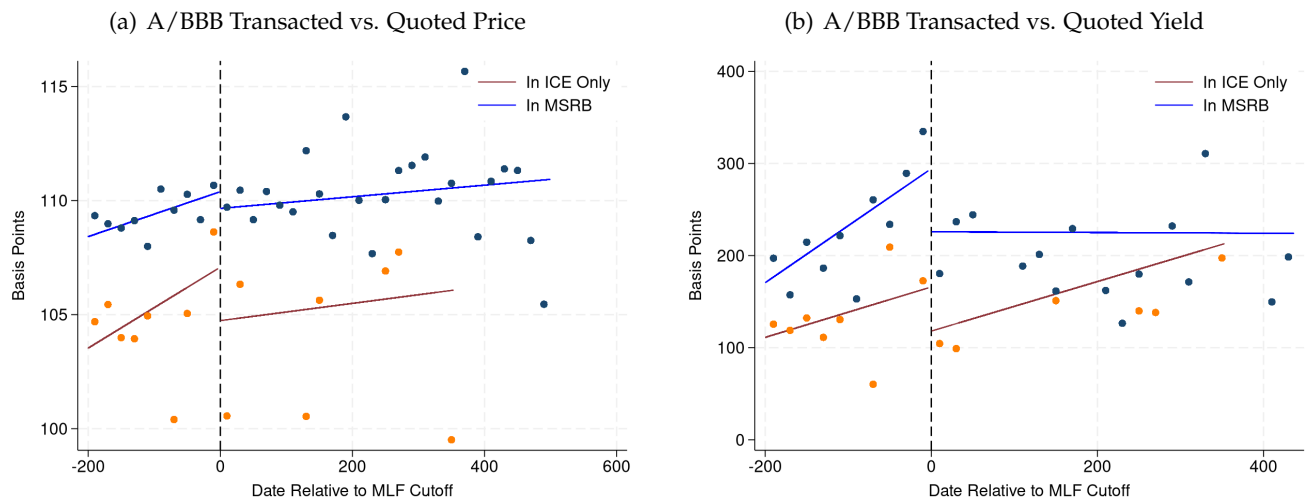 (a) A/BBB Transacted vs. Quoted Price
Basis Points
115
110
105
100
In ICE Only
In MSRB
-200 0 200 400 600
Date Relative to MLF Cutoff
(b) A/BBB Transacted vs. Quoted Yield
Basis Points
400
300
200
100
0
In ICE Only
In MSRB
-200 0 200 400
Date Relative to MLF Cutoff